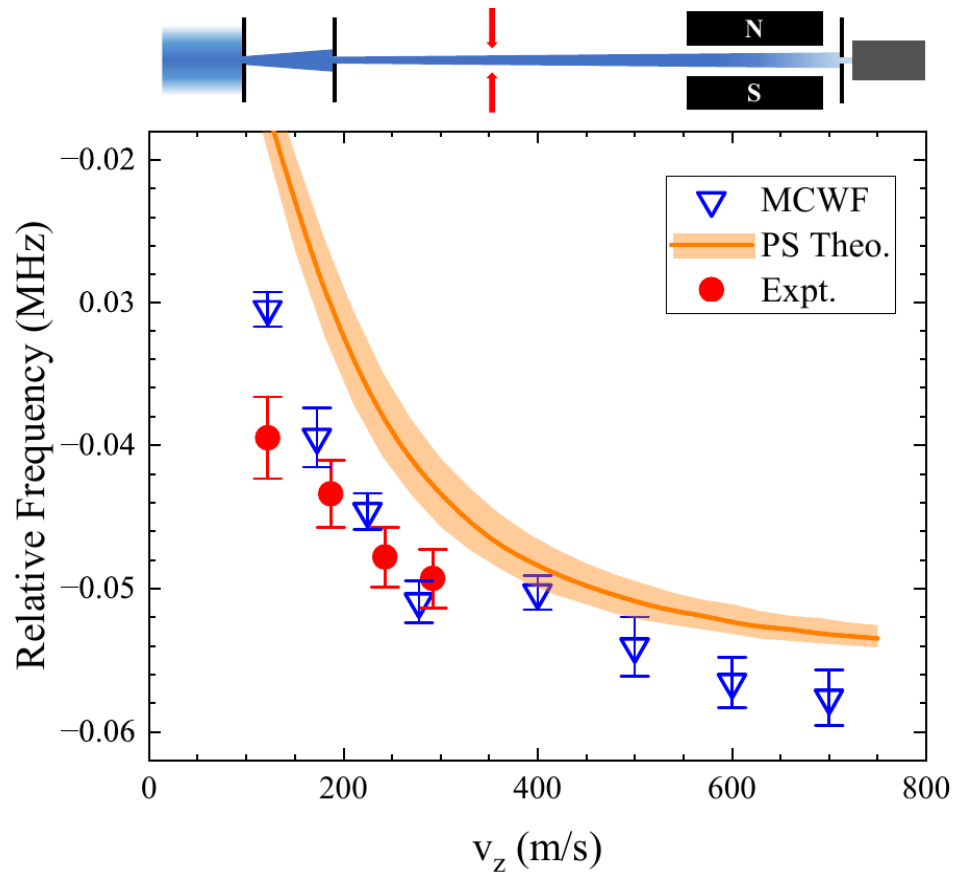 N
S
−0.02
0.03
−0.04
−0.05
−0.06
Relative Frequency (MHz)
MCWF
PS Theo.
Expt.
0
200
400
600
800
v_z (m/s)